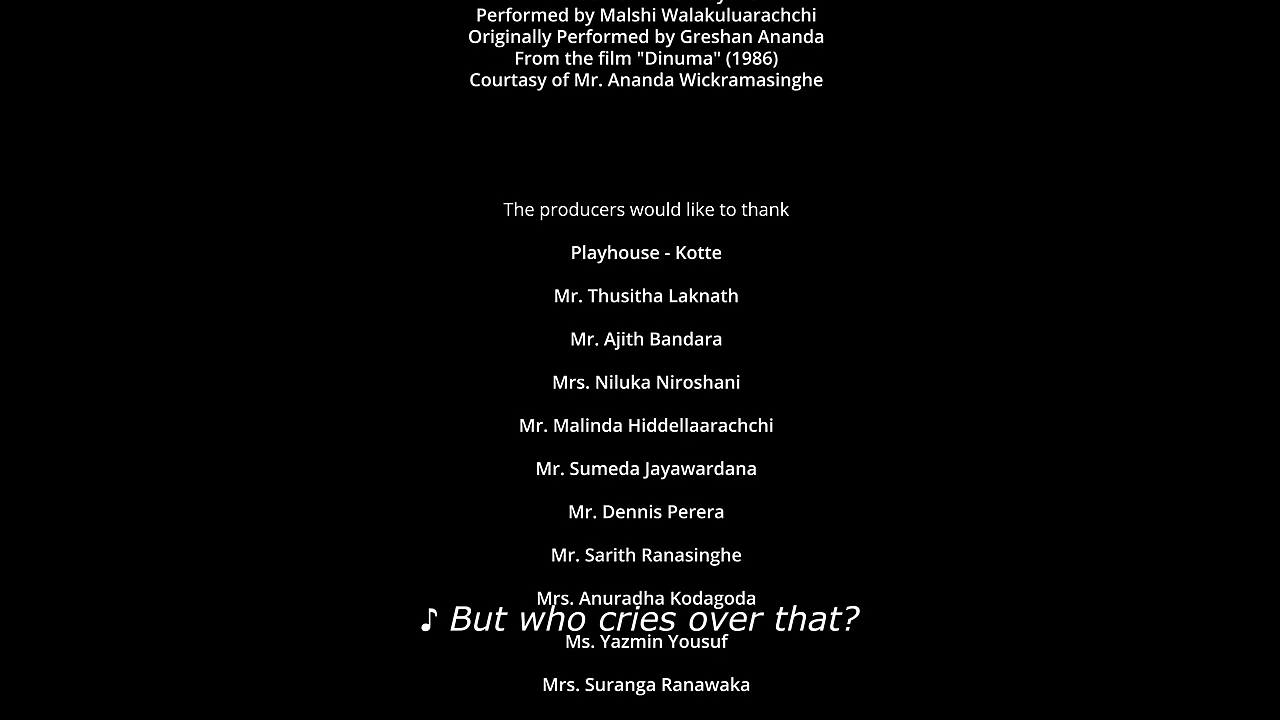 Performed by Malshi Walakuluarachchi
Originally Performed by Greshan Ananda
From the film "Dinuma" (1986)
Courtasy of Mr. Ananda Wickramasinghe
The producers would like to thank
Playhouse - Kotte
Mr. Thusitha Laknath
Mr. Ajith Bandara
Mrs. Niluka Niroshani
Mr. Malinda Hiddellaarachchi
Mr. Sumeda Jayawardana
Mr. Dennis Perera
Mr. Sarith Ranasinghe
Mrs. Anuradha Kodagoda
♪ But who cries over that?
Ms. Yazmin Yousuf
Mrs. Suranga Ranawaka